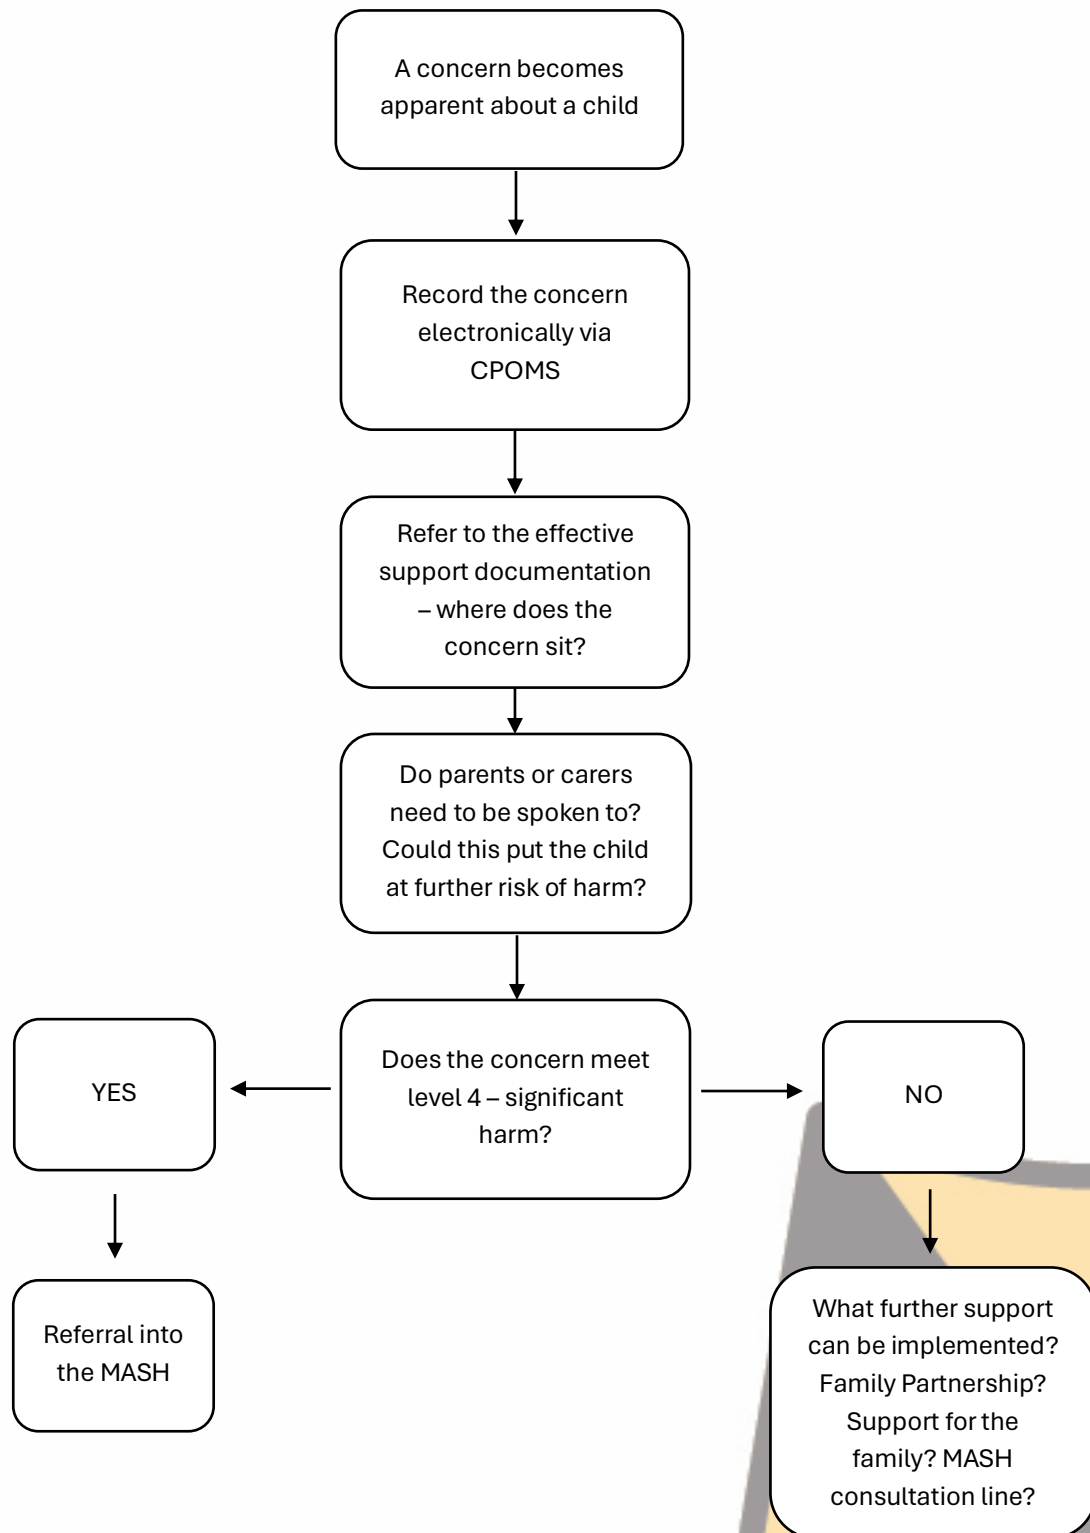 A concern becomes
apparent about a child
Record the concern
electronically via
CPOMS
Refer to the effective
support documentation
– where does the
concern sit?
Do parents or carers
need to be spoken to?
Could this put the child
at further risk of harm?
Does the concern meet
level 4 – significant
harm?
YES
NO
Referral into
the MASH
What further support
can be implemented?
Family Partnership?
Support for the
family? MASH
consultation line?